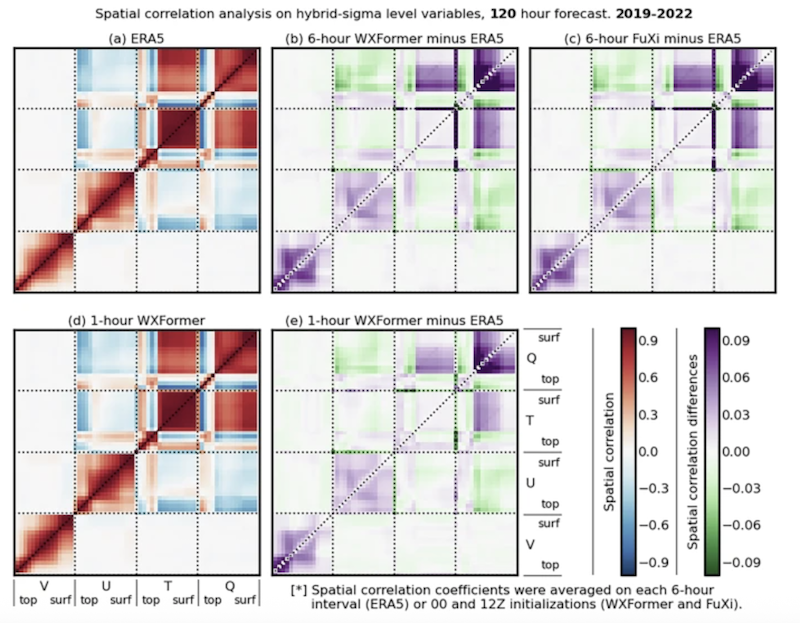 Spatial correlation analysis on hybrid-sigma level variables, 120 hour forecast. 2019-2022
(a) ERA5
(b) 6-hour WXFormer minus ERA5
(c) 6-hour FuXi minus ERA5
(d) 1-hour WXFormer
(e) 1-hour WXFormer minus ERA5
surf
Q
top
surf
T
top
surf
U
top
surf
V
top
Spatial correlation
0.9
0.6
0.3
0.0
−0.3
−0.6
−0.9
Spatial correlation differences
0.09
0.06
0.03
0.00
−0.03
−0.06
−0.09
V U T Q
top surf top surf top surf top surf
[*] Spatial correlation coefficients were averaged on each 6-hour
interval (ERA5) or 00 and 12Z initializations (WXFormer and FuXi).